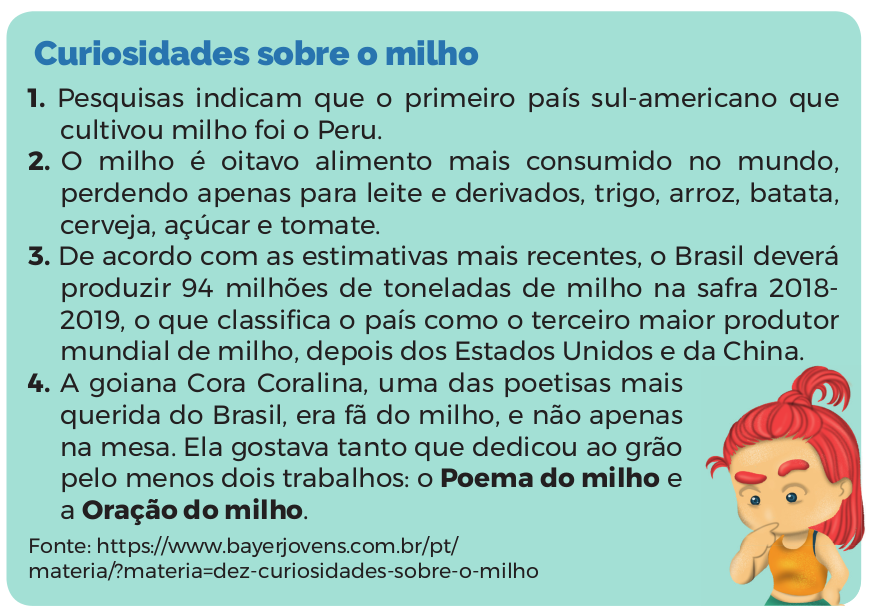 Curiosidades sobre o milho
1. Pesquisas indicam que o primeiro país sul-americano que
cultivou milho foi o Peru.
2. O milho é oitavo alimento mais consumido no mundo,
perdendo apenas para leite e derivados, trigo, arroz, batata,
cerveja, açúcar e tomate.
3. De acordo com as estimativas mais recentes, o Brasil deverá
produzir 94 milhões de toneladas de milho na safra 2018-
2019, o que classifica o país como o terceiro maior produtor
mundial de milho, depois dos Estados Unidos e da China.
4. A goiana Cora Coralina, uma das poetisas mais
querida do Brasil, era fã do milho, e não apenas
na mesa. Ela gostava tanto que dedicou ao grão
pelo menos dois trabalhos: o Poema do milho e
a Oração do milho.
Fonte: https://www.bayerjovens.com.br/pt/
materia/?materia=dez-curiosidades-sobre-o-milho